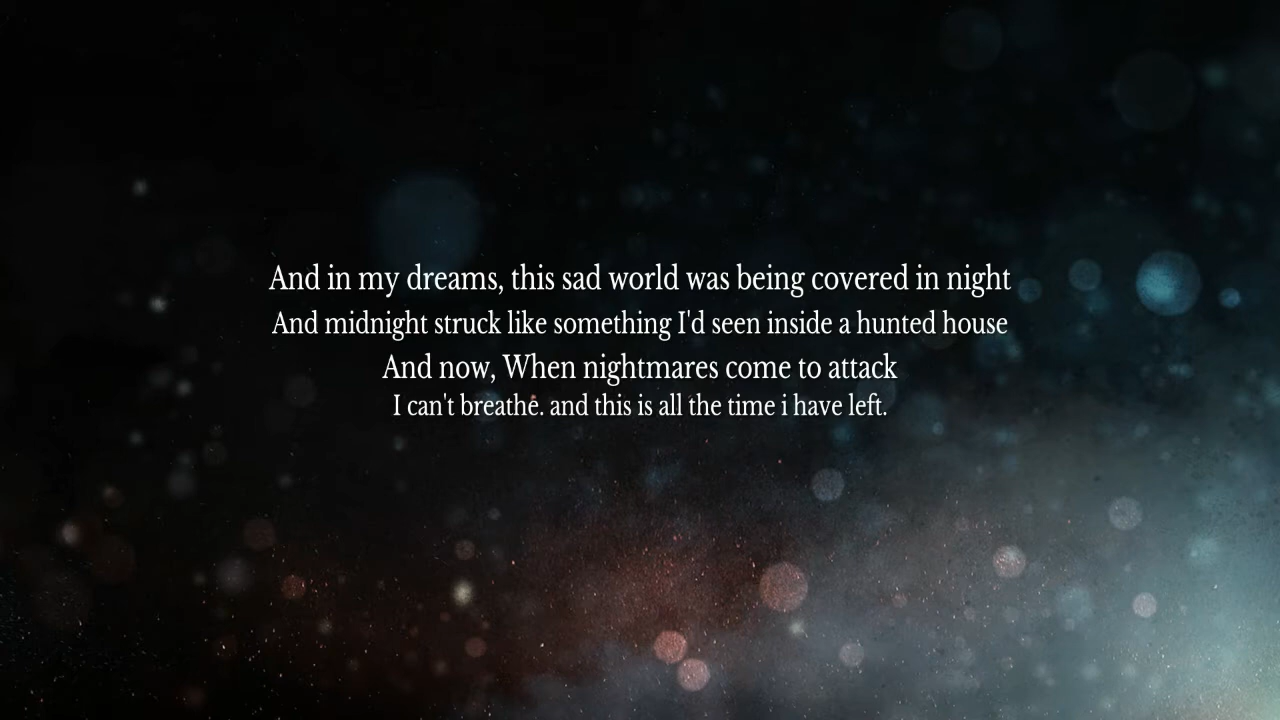 And in my dreams, this sad world was being covered in night
And midnight struck like something I'd seen inside a hunted house
And now, When nightmares come to attack
I can't breathe. and this is all the time i have left.